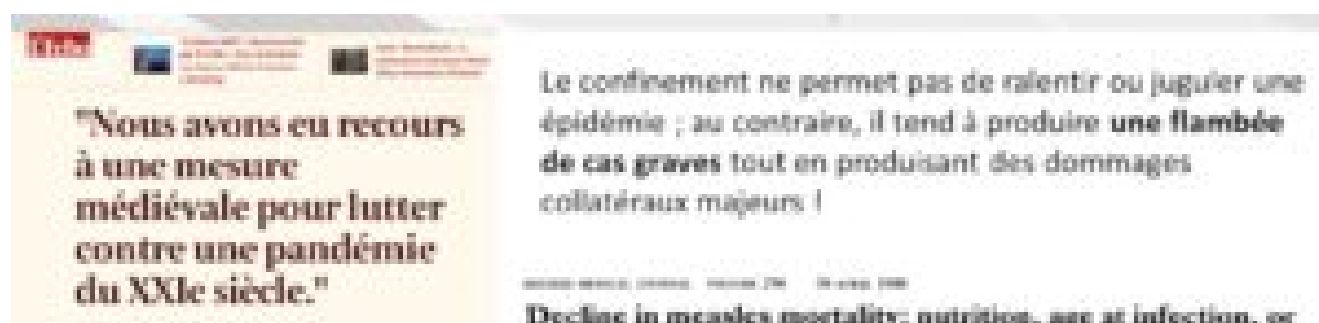 "Nous avons eu recours
à une mesure
médiévale pour lutter
contre une pandémie
du XXIe siècle."
Le confinement ne permet pas de ralentir ou juguler une
épidémie ; au contraire, il tend à produire une flambée
de cas graves tout en produisant des dommages
collatéraux majeurs !
Decline in measles mortality: nutrition, age at infection, or